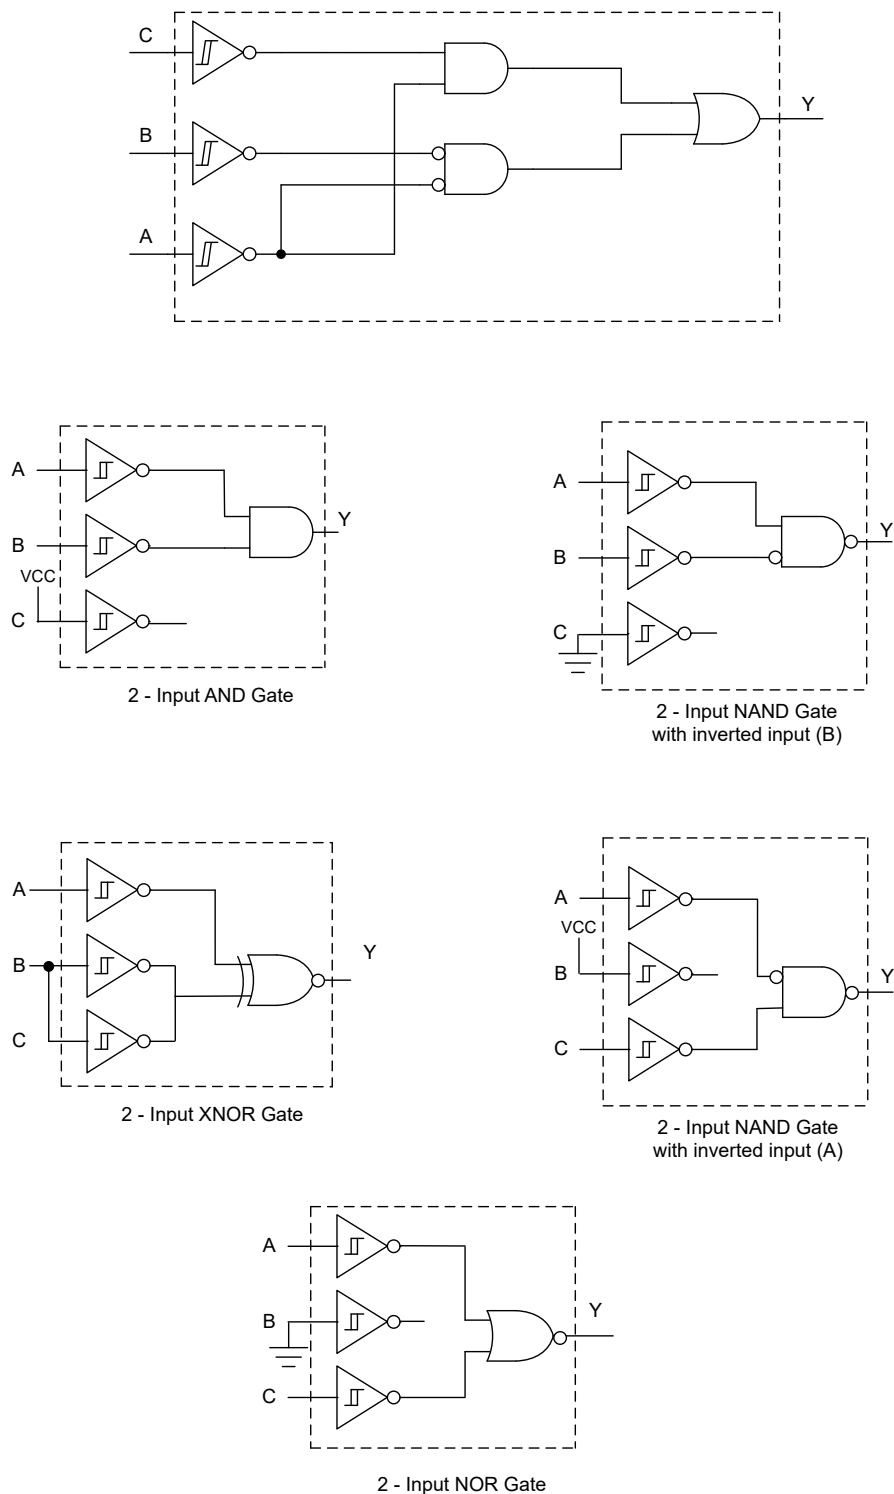 C
B
A
Y
A
B
VCC
C
Y
2 - Input AND Gate
A
B
C
Y
2 - Input NAND Gate
with inverted input (B)
A
B
C
Y
2 - Input XNOR Gate
A
VCC
B
C
Y
2 - Input NAND Gate
with inverted input (A)
A
B
C
Y
2 - Input NOR Gate